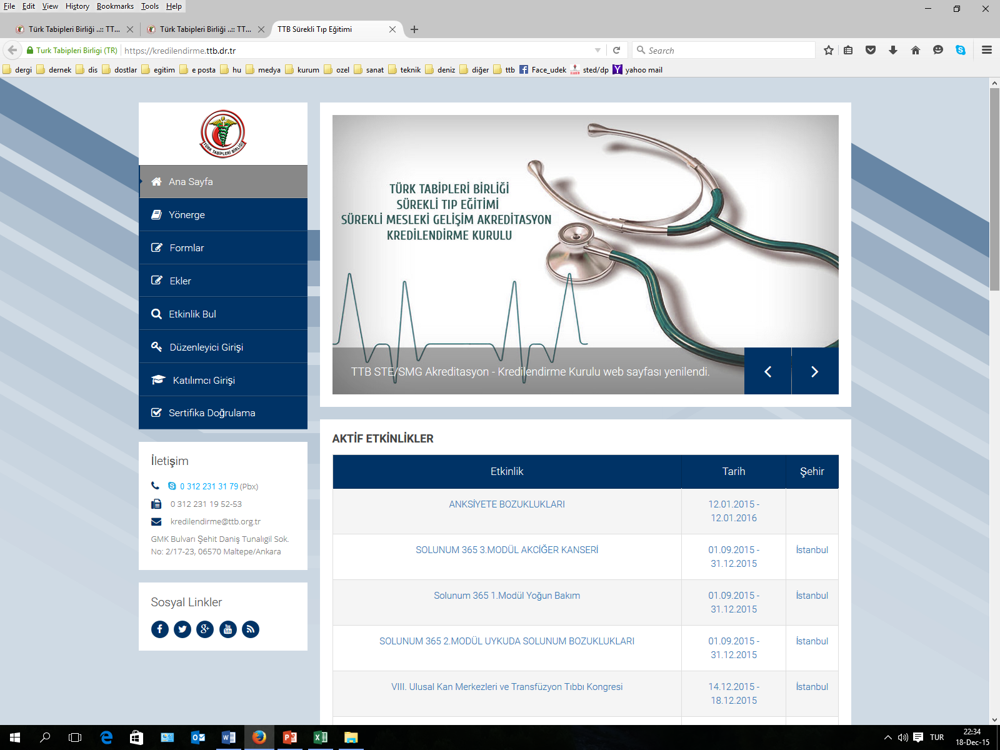 File Edit View History Bookmarks Tools Help
Türk Tabipleri Birliği ..:: TT...
Türk Tabipleri Birliği ..:: TT...
TTB Sürekli Tıp Eğitimi
Turk Tabipleri Birligi (TR)
https://kredilendirme.ttb.dr.tr
Search
dergi dernek dis dostlar egitim e posta hu medya kurum ozel sanat teknik deniz diğer ttb Face_udek sted/dp yahoo mail
TÜRK TABİPLERİ BİRLİĞİ
Ana Sayfa
Yönerge
Formlar
Ekler
Etkinlik Bul
Düzenleyici Girişi
Katılımcı Girişi
Sertifika Doğrulama
İletişim
0 312 231 31 79 (Pbx)
0 312 231 19 52-53
kredilendirme@ttb.org.tr
GMK Bulvarı Şehit Daniş Tunalıgil Sok.
No: 2/17-23, 06570 Maltepe/Ankara
Sosyal Linkler
TÜRK TABİPLERİ BİRLİĞİ
SÜREKLİ TIP EĞİTİMİ
SÜREKLİ MESLEKİ GELİŞİM AKREDİTASYON
KREDİLENDİRME KURULU
TTB STE/SMG Akreditasyon - Kredilendirme Kurulu web sayfası yenilendi.
AKTİF ETKİNLİKLER
Etkinlik Tarih Şehir
ANKSİYETE BOZUKLUKLARI 12.01.2015 -
12.01.2016
SOLUNUM 365 3.MODÜL AKCİĞER KANSERİ 01.09.2015 - İstanbul
31.12.2015
Solunum 365 1.Modül Yoğun Bakım 01.09.2015 - İstanbul
31.12.2015
SOLUNUM 365 2.MODÜL UYKUDA SOLUNUM BOZUKLUKLARI 01.09.2015 - İstanbul
31.12.2015
VIII. Ulusal Kan Merkezleri ve Transfüzyon Tıbbı Kongresi 14.12.2015 - İstanbul
18.12.2015
TUR
22:34
18-Dec-15